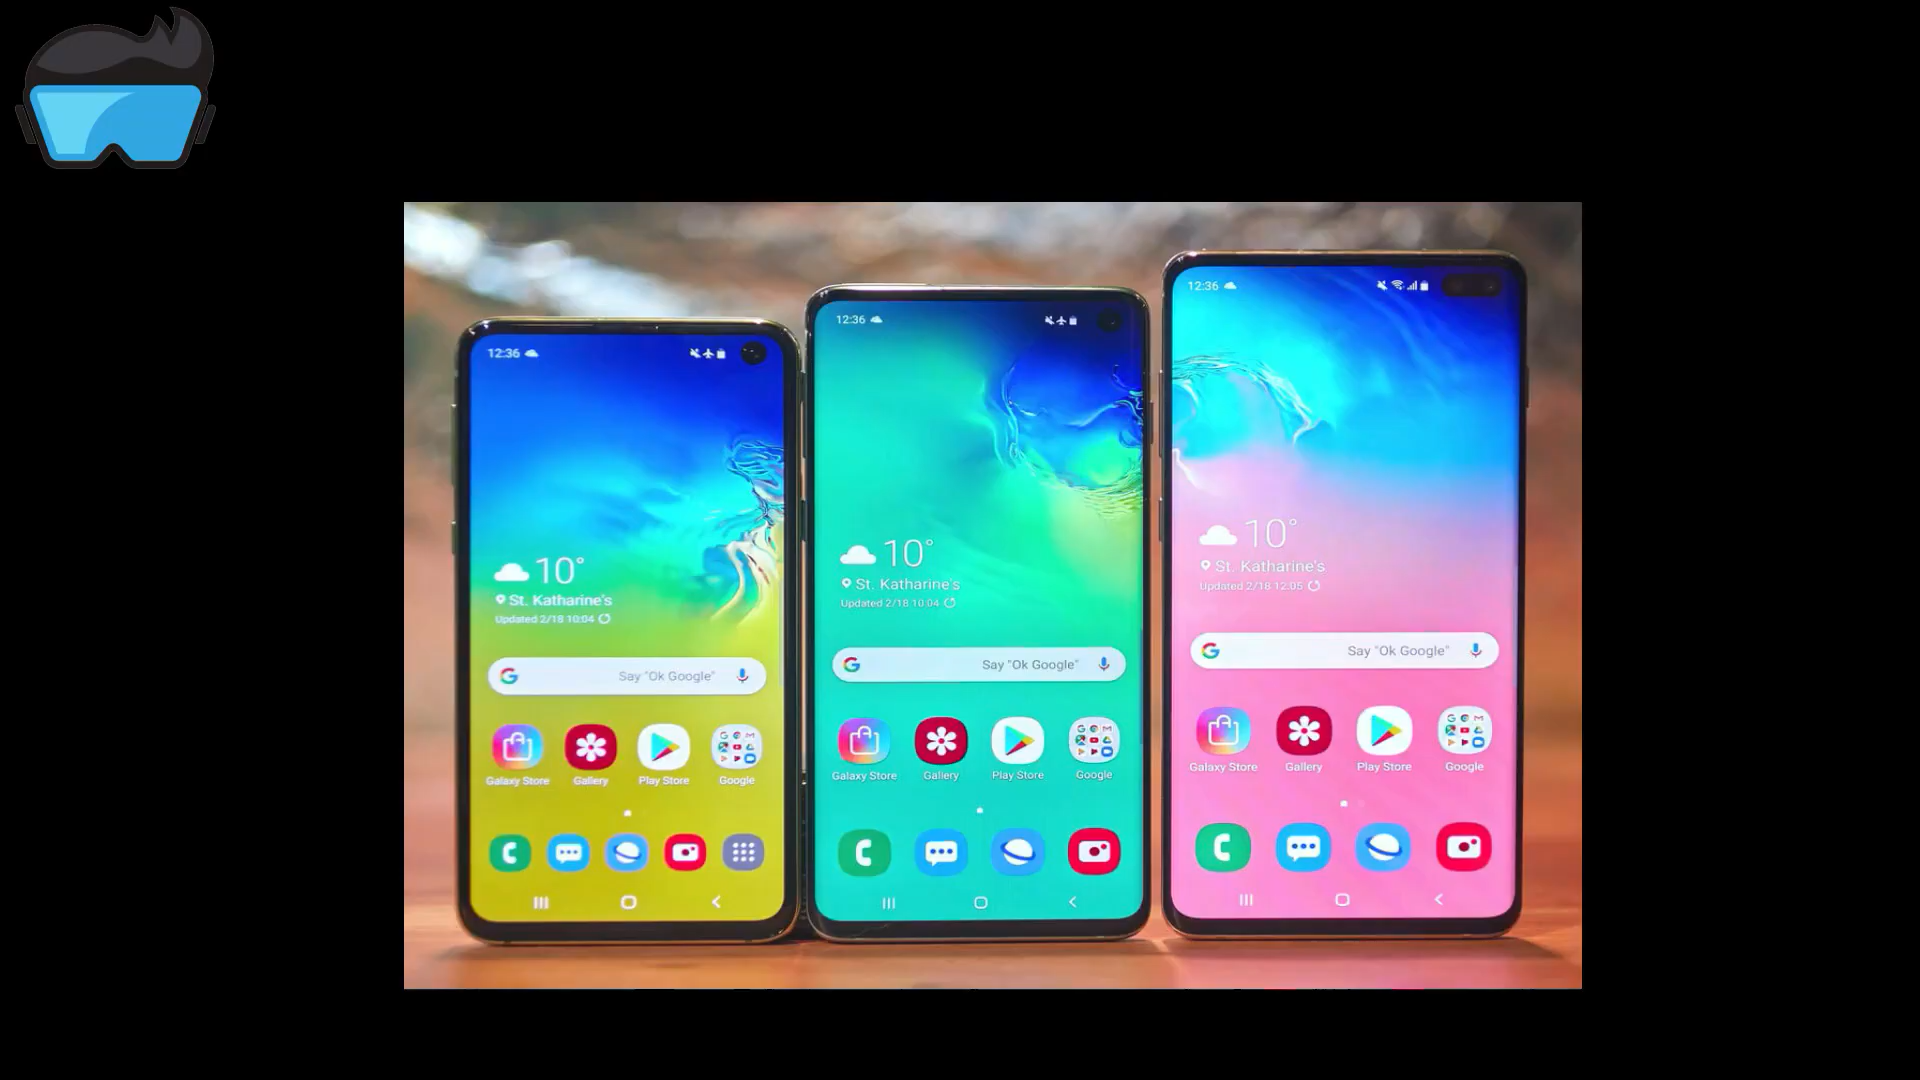 12:36
10°
St. Katharine's
Updated 2/18 10:04
Say "Ok Google"
Galaxy Store Gallery Play Store Google
12:36
10°
St. Katharine's
Updated 2/18 10:04
Say "Ok Google"
Galaxy Store Gallery Play Store Google
12:36
10°
St. Katharine's
Updated 2/18 12:05
Say "Ok Google"
Galaxy Store Gallery Play Store Google